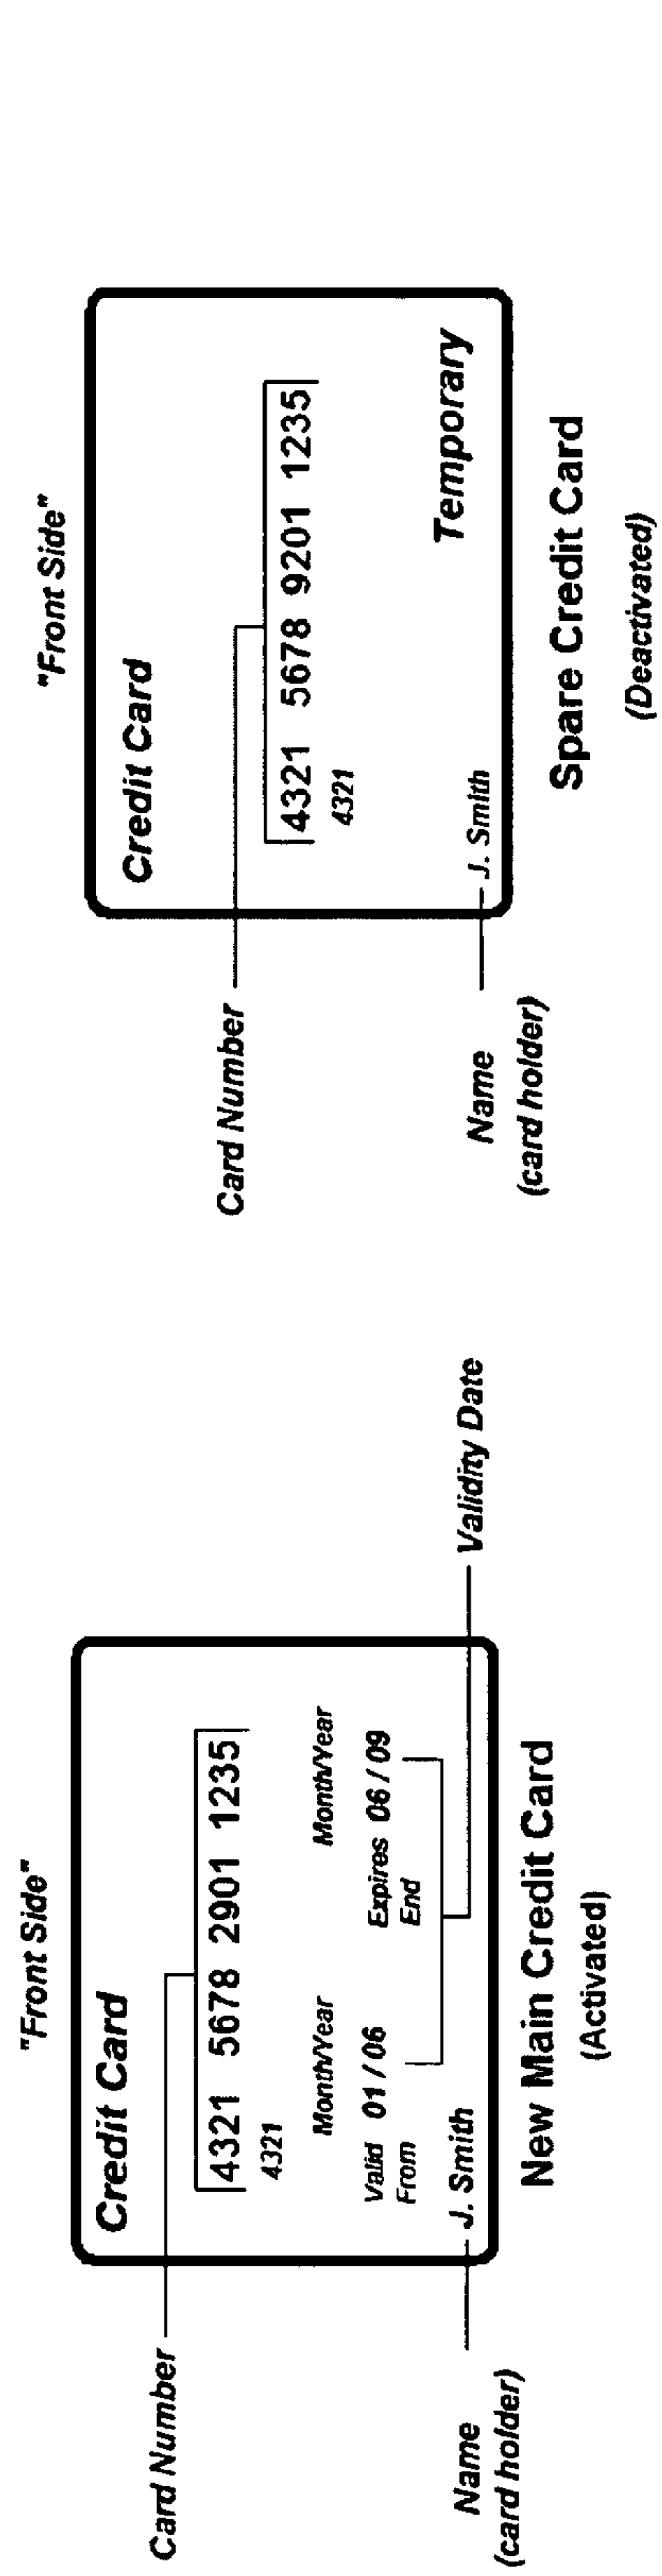 "Front Side"
Credit Card
Card Number
4321 5678 2901 1235
4321
Month/Year Month/Year
Valid 01 / 06 Expires 06 / 09
From End
J. Smith
Name
(card holder)
Validity Date
New Main Credit Card
(Activated)
"Front Side"
Credit Card
Card Number
4321 5678 9201 1235
4321
Temporary
J. Smith
Name
(card holder)
Spare Credit Card
(Deactivated)